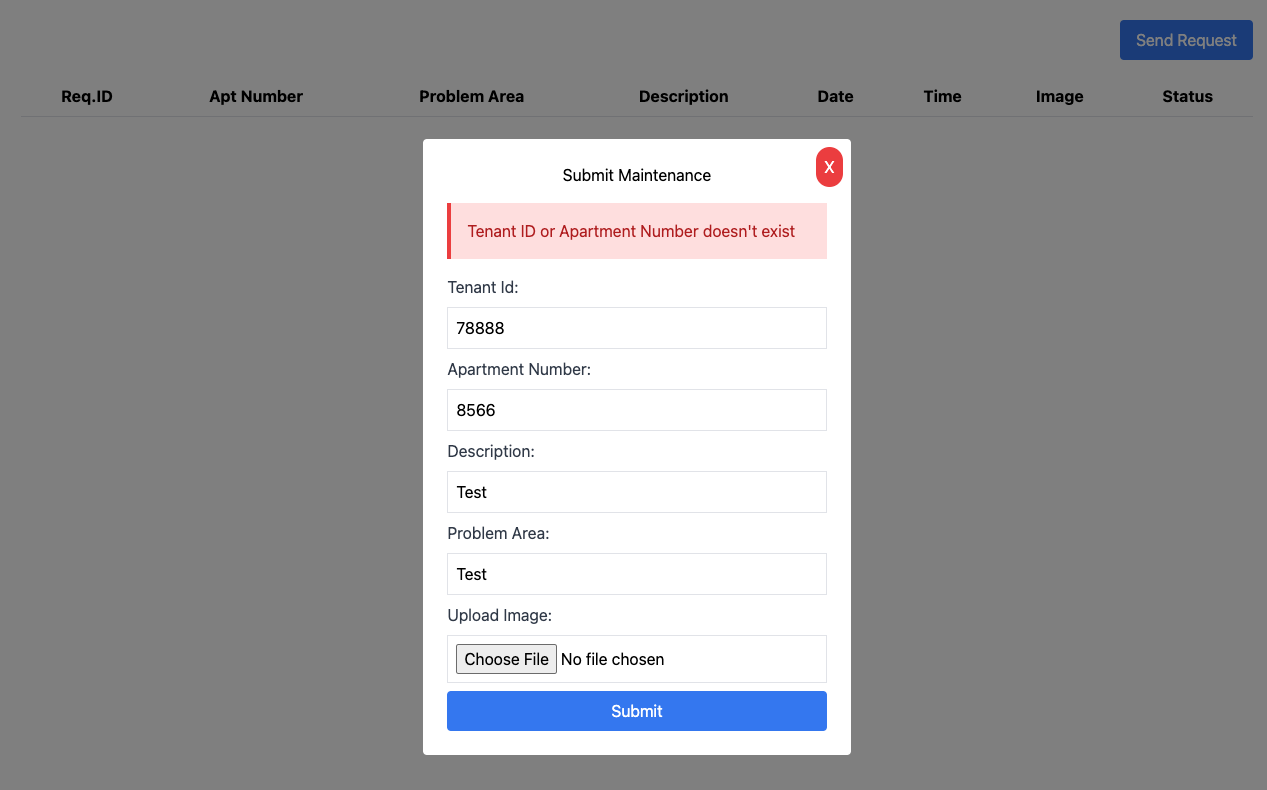 Send Request
Req.ID Apt Number Problem Area Description Date Time Image Status
X
Submit Maintenance
Tenant ID or Apartment Number doesn't exist
Tenant Id:
78888
Apartment Number:
8566
Description:
Test
Problem Area:
Test
Upload Image:
Choose File No file chosen
Submit